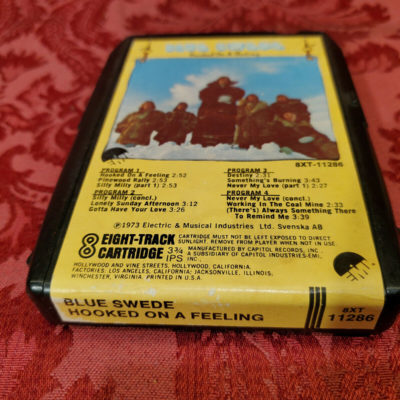 BLUE SWEDE
Hooked On A Feeling
8XT-11286
PROGRAM 1
Hooked On A Feeling 2:52
Pinewood Rally 2:53
Silly Milly (part 1) 2:53
PROGRAM 2
Silly Milly (concl.)
Lonely Sunday Afternoon 3:12
Gotta Have Your Love 3:26
PROGRAM 3
Destiny 2:31
Something's Burning 3:43
Never My Love (part 1) 2:27
PROGRAM 4
Never My Love (concl.)
Working In The Coal Mine 2:33
(There's) Always Something There
To Remind Me 3:39
℗1973 Electric & Musical Industries Ltd. Svenska AB
8 EIGHT-TRACK
CARTRIDGE
3¾
IPS
CARTRIDGE MUST NOT BE LEFT EXPOSED TO DIRECT
SUNLIGHT. REMOVE FROM PLAYER WHEN NOT IN USE
MANUFACTURED BY CAPITOL RECORDS, INC.
A SUBSIDIARY OF CAPITOL INDUSTRIES-EMI,
INC.
HOLLYWOOD AND VINE STREETS, HOLLYWOOD, CALIFORNIA.
FACTORIES: LOS ANGELES, CALIFORNIA; JACKSONVILLE, ILLINOIS,
WINCHESTER, VIRGINIA. PRINTED IN U.S.A.
EMI
BLUE SWEDE
HOOKED ON A FEELING
8XT
11286